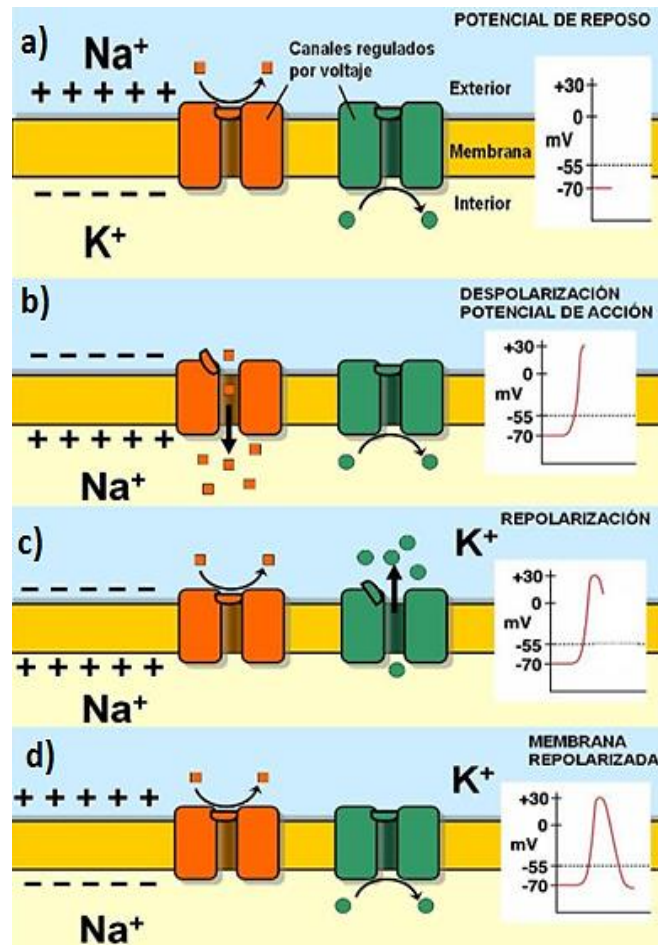 a)
POTENCIAL DE REPOSO
Na⁺
+ + + + +
Canales regulados
por voltaje
Exterior
Membrana
Interior
+30
0
mV
-55
-70
- - - - -
K⁺
b)
DESPOLARIZACIÓN
POTENCIAL DE ACCIÓN
- - - - -
+30
0
mV
-55
-70
+ + + + +
Na⁺
c)
REPOLARIZACIÓN
K⁺
- - - - -
+30
0
mV
-55
-70
+ + + + +
Na⁺
d)
MEMBRANA
REPOLARIZADA
K⁺
+ + + + +
+30
0
mV
-55
-70
- - - - -
Na⁺